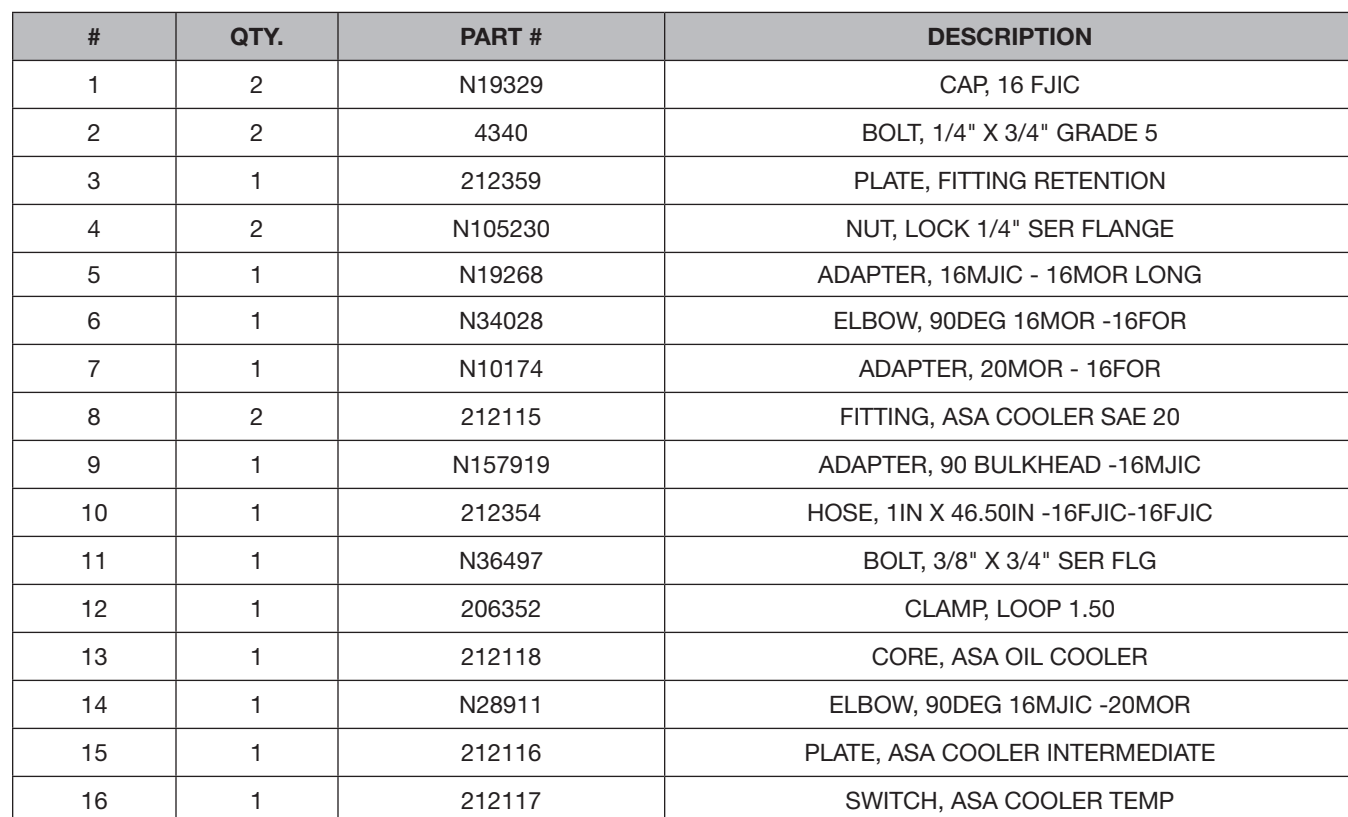 # QTY. PART # DESCRIPTION
1 2 N19329 CAP, 16 FJIC
2 2 4340 BOLT, 1/4" X 3/4" GRADE 5
3 1 212359 PLATE, FITTING RETENTION
4 2 N105230 NUT, LOCK 1/4" SER FLANGE
5 1 N19268 ADAPTER, 16MJIC - 16MOR LONG
6 1 N34028 ELBOW, 90DEG 16MOR -16FOR
7 1 N10174 ADAPTER, 20MOR - 16FOR
8 2 212115 FITTING, ASA COOLER SAE 20
9 1 N157919 ADAPTER, 90 BULKHEAD -16MJIC
10 1 212354 HOSE, 1IN X 46.50IN -16FJIC-16FJIC
11 1 N36497 BOLT, 3/8" X 3/4" SER FLG
12 1 206352 CLAMP, LOOP 1.50
13 1 212118 CORE, ASA OIL COOLER
14 1 N28911 ELBOW, 90DEG 16MJIC -20MOR
15 1 212116 PLATE, ASA COOLER INTERMEDIATE
16 1 212117 SWITCH, ASA COOLER TEMP